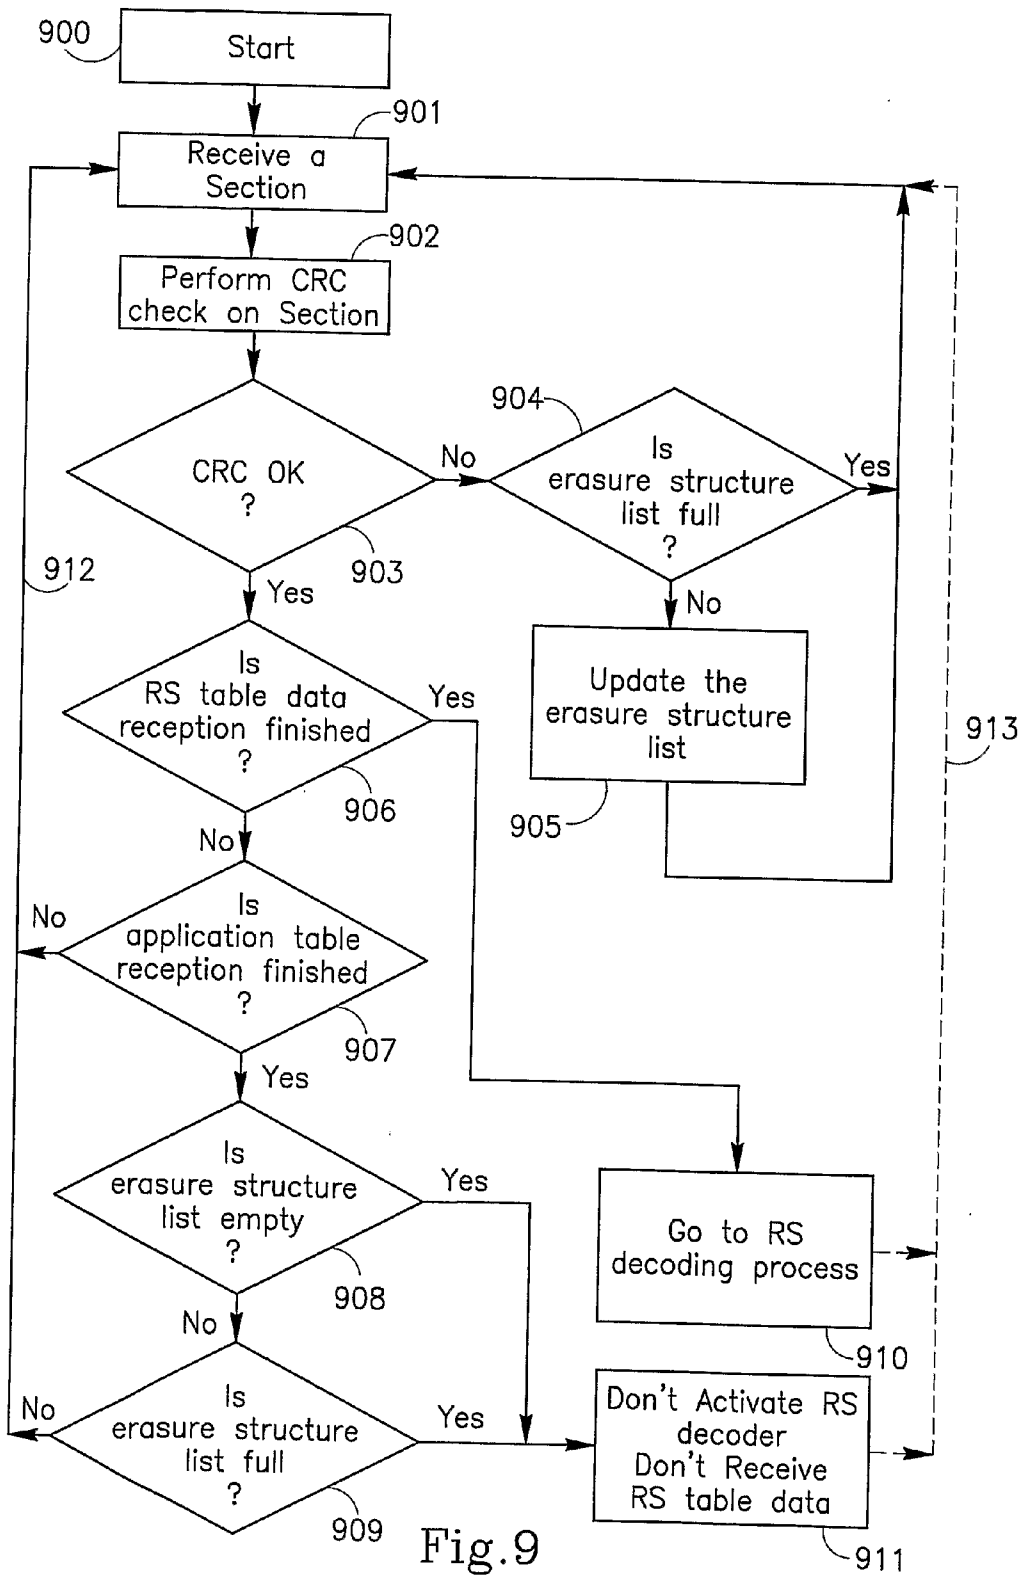 900
Start
901
Receive a
Section
902
Perform CRC
check on Section
CRC OK
?
903
No
904
Is
erasure structure
list full
?
Yes
912
Yes
No
Is
RS table data
reception finished
?
Yes
906
Update the
erasure structure
list
905
913
No
Is
application table
reception finished
?
No
907
Yes
Is
erasure structure
list empty
?
Yes
908
Go to RS
decoding process
910
No
Is
erasure structure
list full
?
No
Yes
909
Don't Activate RS
decoder
Don't Receive
RS table data
911
Fig.9